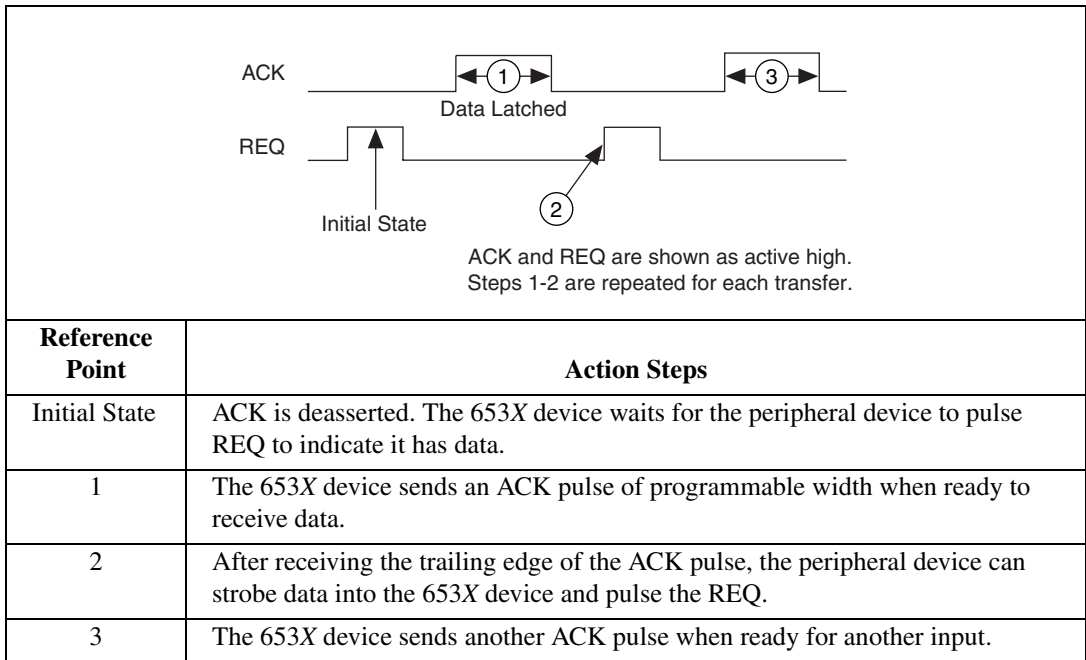 ACK
1
3
Data Latched
REQ
2
Initial State
ACK and REQ are shown as active high.
Steps 1-2 are repeated for each transfer.
Reference
Point
Action Steps
Initial State
ACK is deasserted. The 653X device waits for the peripheral device to pulse
REQ to indicate it has data.
1
The 653X device sends an ACK pulse of programmable width when ready to
receive data.
2
After receiving the trailing edge of the ACK pulse, the peripheral device can
strobe data into the 653X device and pulse the REQ.
3
The 653X device sends another ACK pulse when ready for another input.